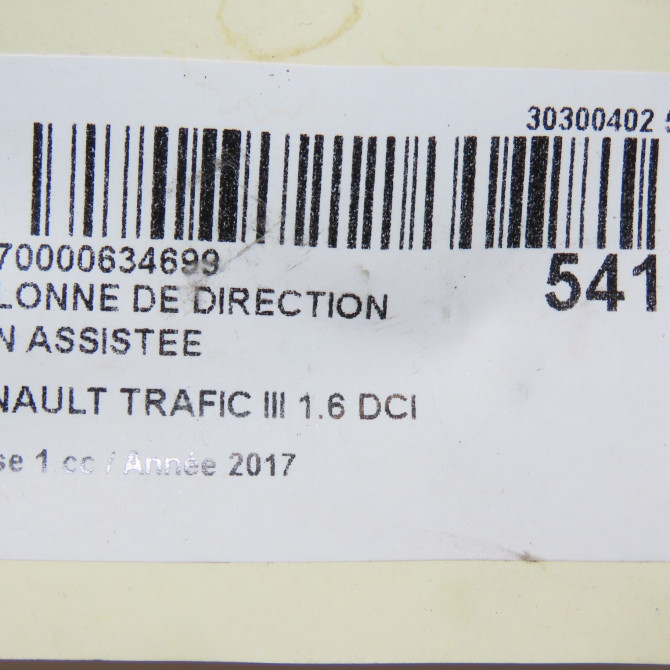 30300402
70000634699
541
LONNE DE DIRECTION
N ASSISTEE
NAULT TRAFIC III 1.6 DCI
se 1 cc / Année 2017